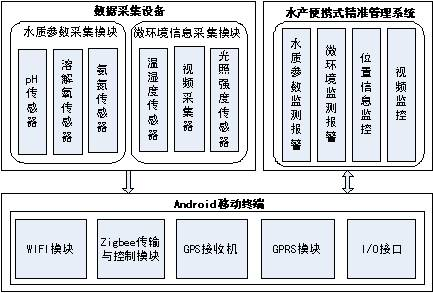 数据采集设备
水质参数采集模块
pH传感器
溶解氧传感器
氨氮传感器
微环境信息采集模块
温湿度传感器
视频采集器
光照强度传感器
水产便携式精准管理系统
水质参数监测报警
微环境监测报警
位置信息监控
视频监控
Android移动终端
WIFI模块
Zigbee传输
与控制模块
GPS接收机
GPRS模块
I/O接口